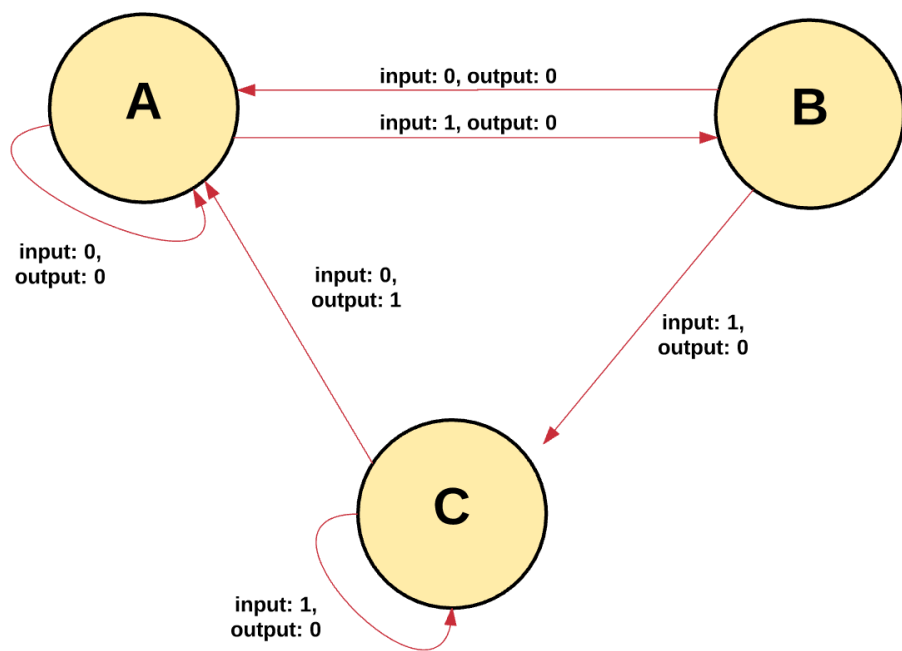 A
B
input: 0, output: 0
input: 1, output: 0
input: 0,
output: 0
input: 0,
output: 1
input: 1,
output: 0
C
input: 1,
output: 0